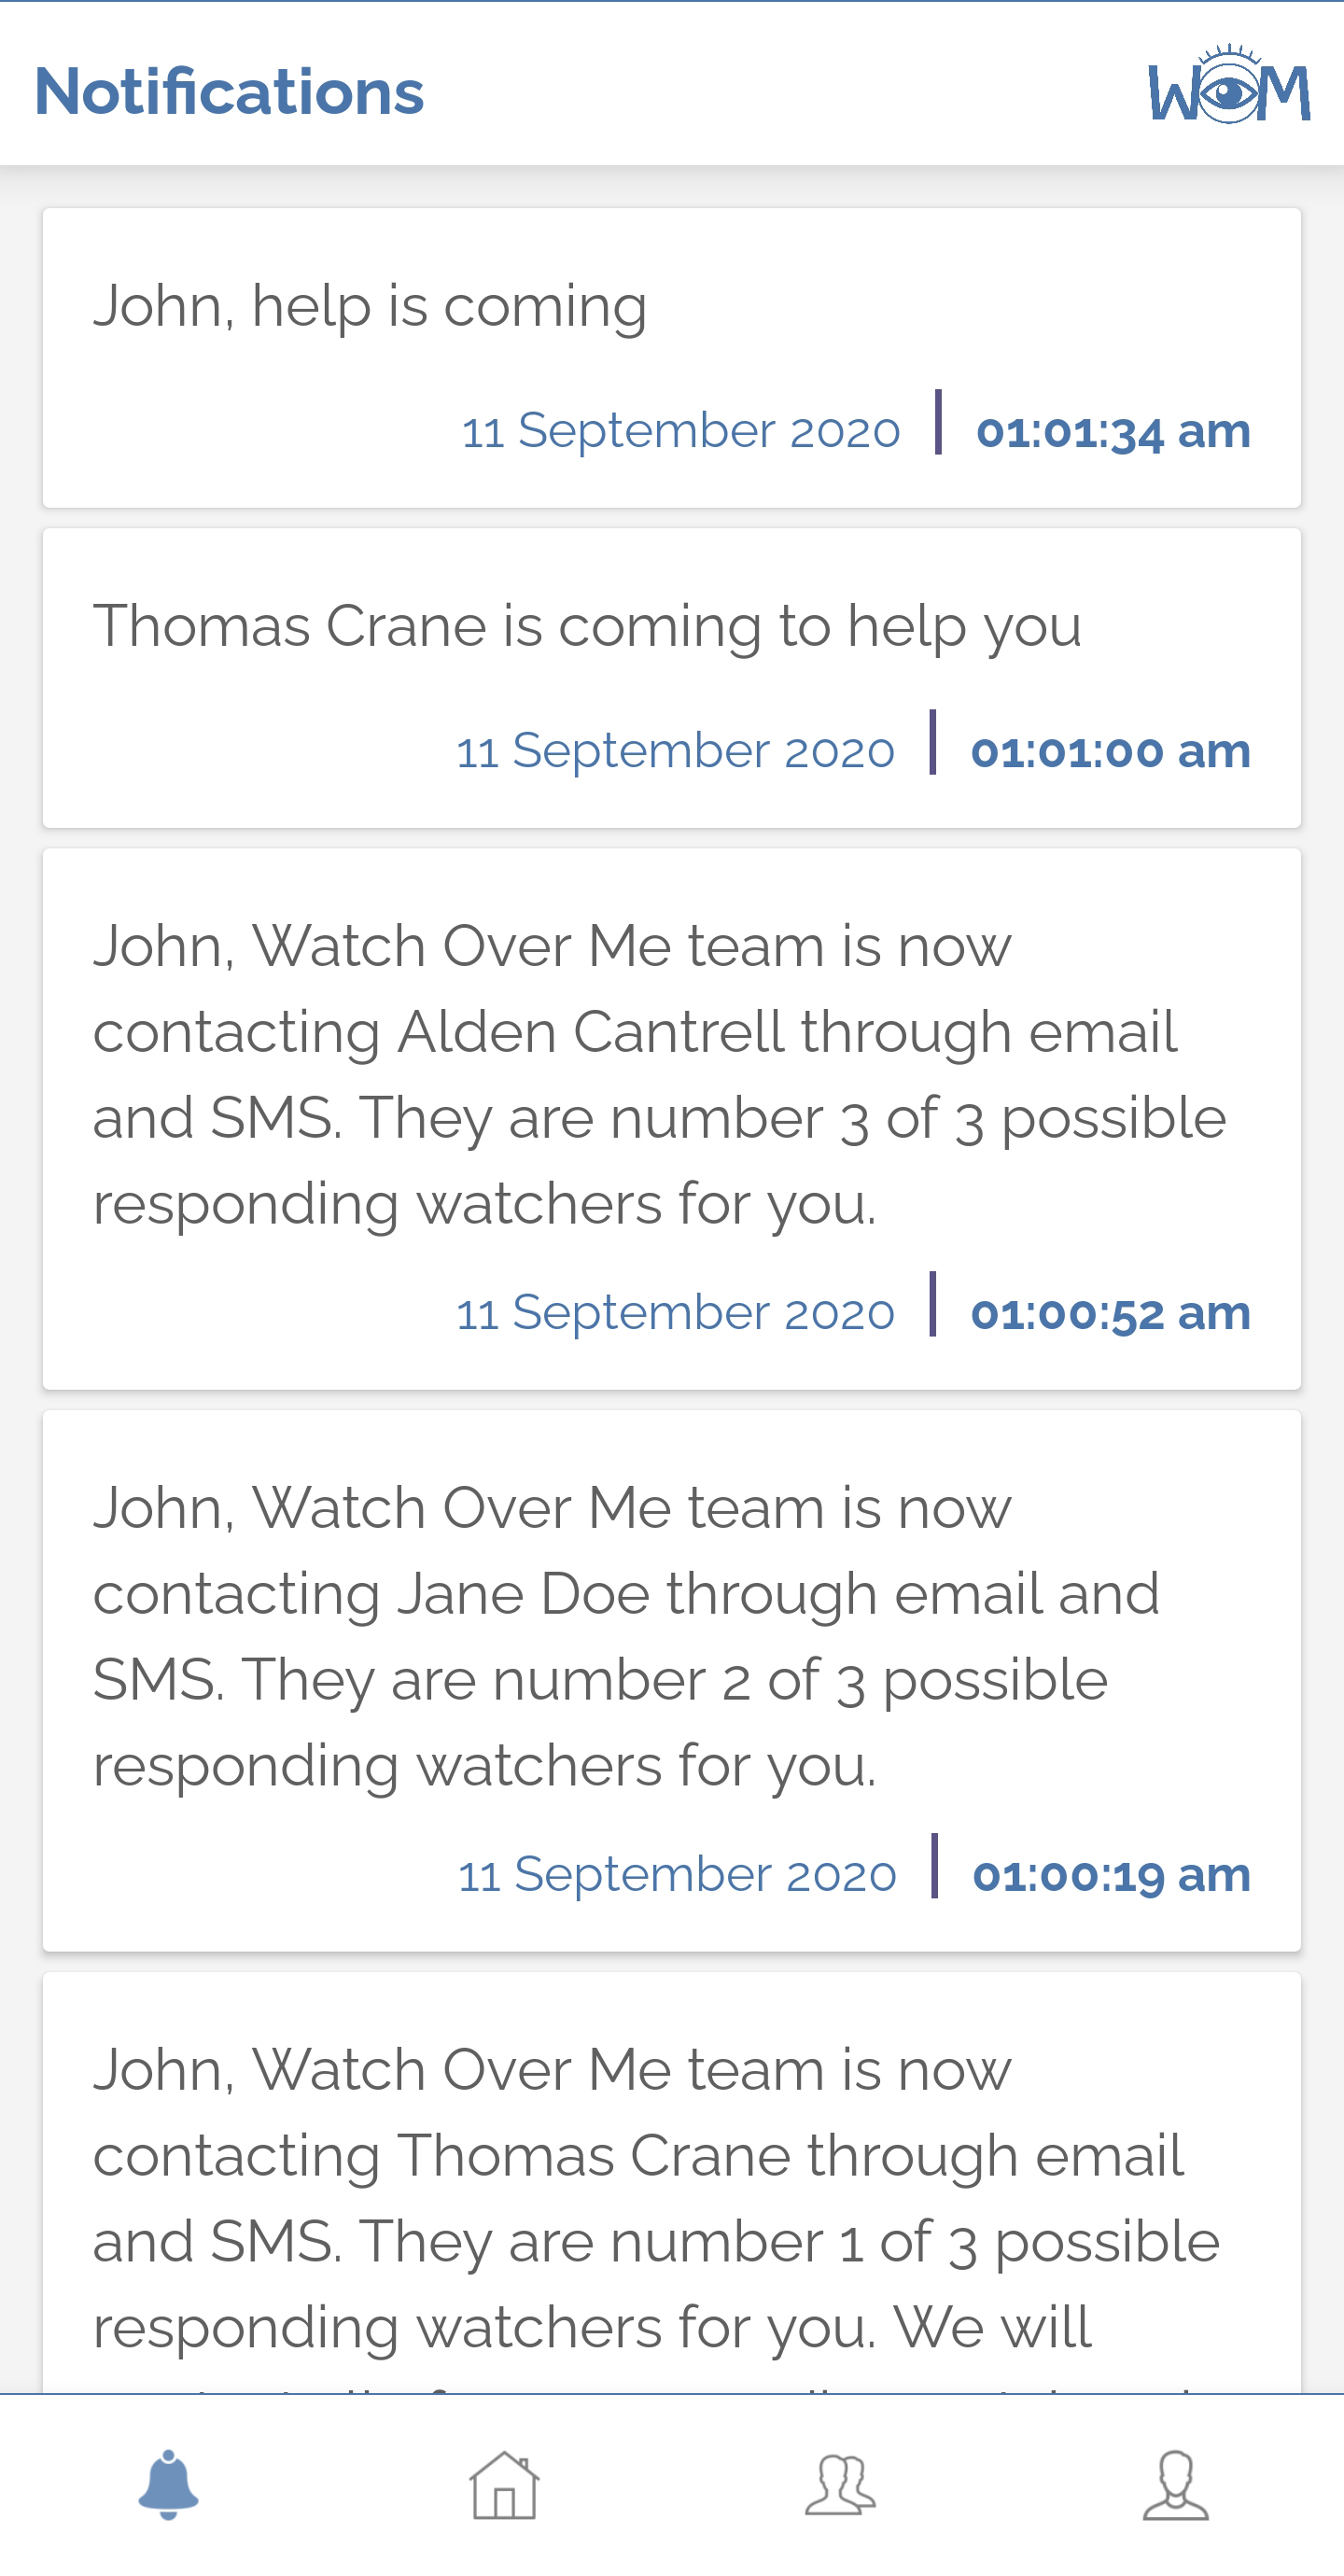 Notifications
WOM
John, help is coming
11 September 2020 | 01:01:34 am
Thomas Crane is coming to help you
11 September 2020 | 01:01:00 am
John, Watch Over Me team is now
contacting Alden Cantrell through email
and SMS. They are number 3 of 3 possible
responding watchers for you.
11 September 2020 | 01:00:52 am
John, Watch Over Me team is now
contacting Jane Doe through email and
SMS. They are number 2 of 3 possible
responding watchers for you.
11 September 2020 | 01:00:19 am
John, Watch Over Me team is now
contacting Thomas Crane through email
and SMS. They are number 1 of 3 possible
responding watchers for you. We will